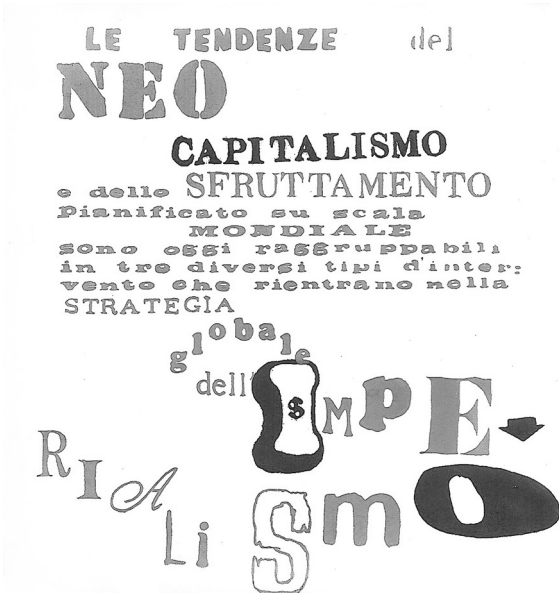 LE TENDENZE del
NEO
CAPITALISMO
e dello SFRUTTAMENTO
Pianificato su scala
MONDIALE
sono oggi raggruppabili
in tre diversi tipi d'inter:
vento che rientrano nella
STRATEGIA
globale
dell'IMPE-
RIALiSmO
$